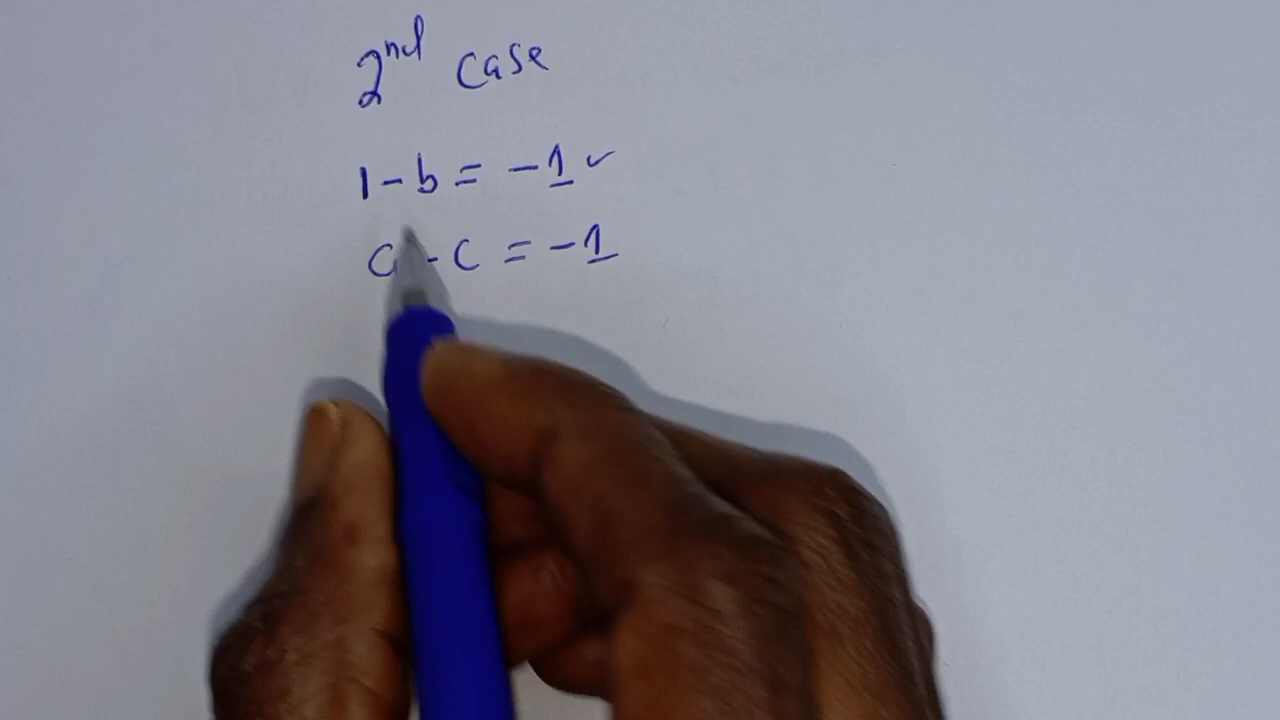 2nd case
1-b = -1 ✓
a-c = -1